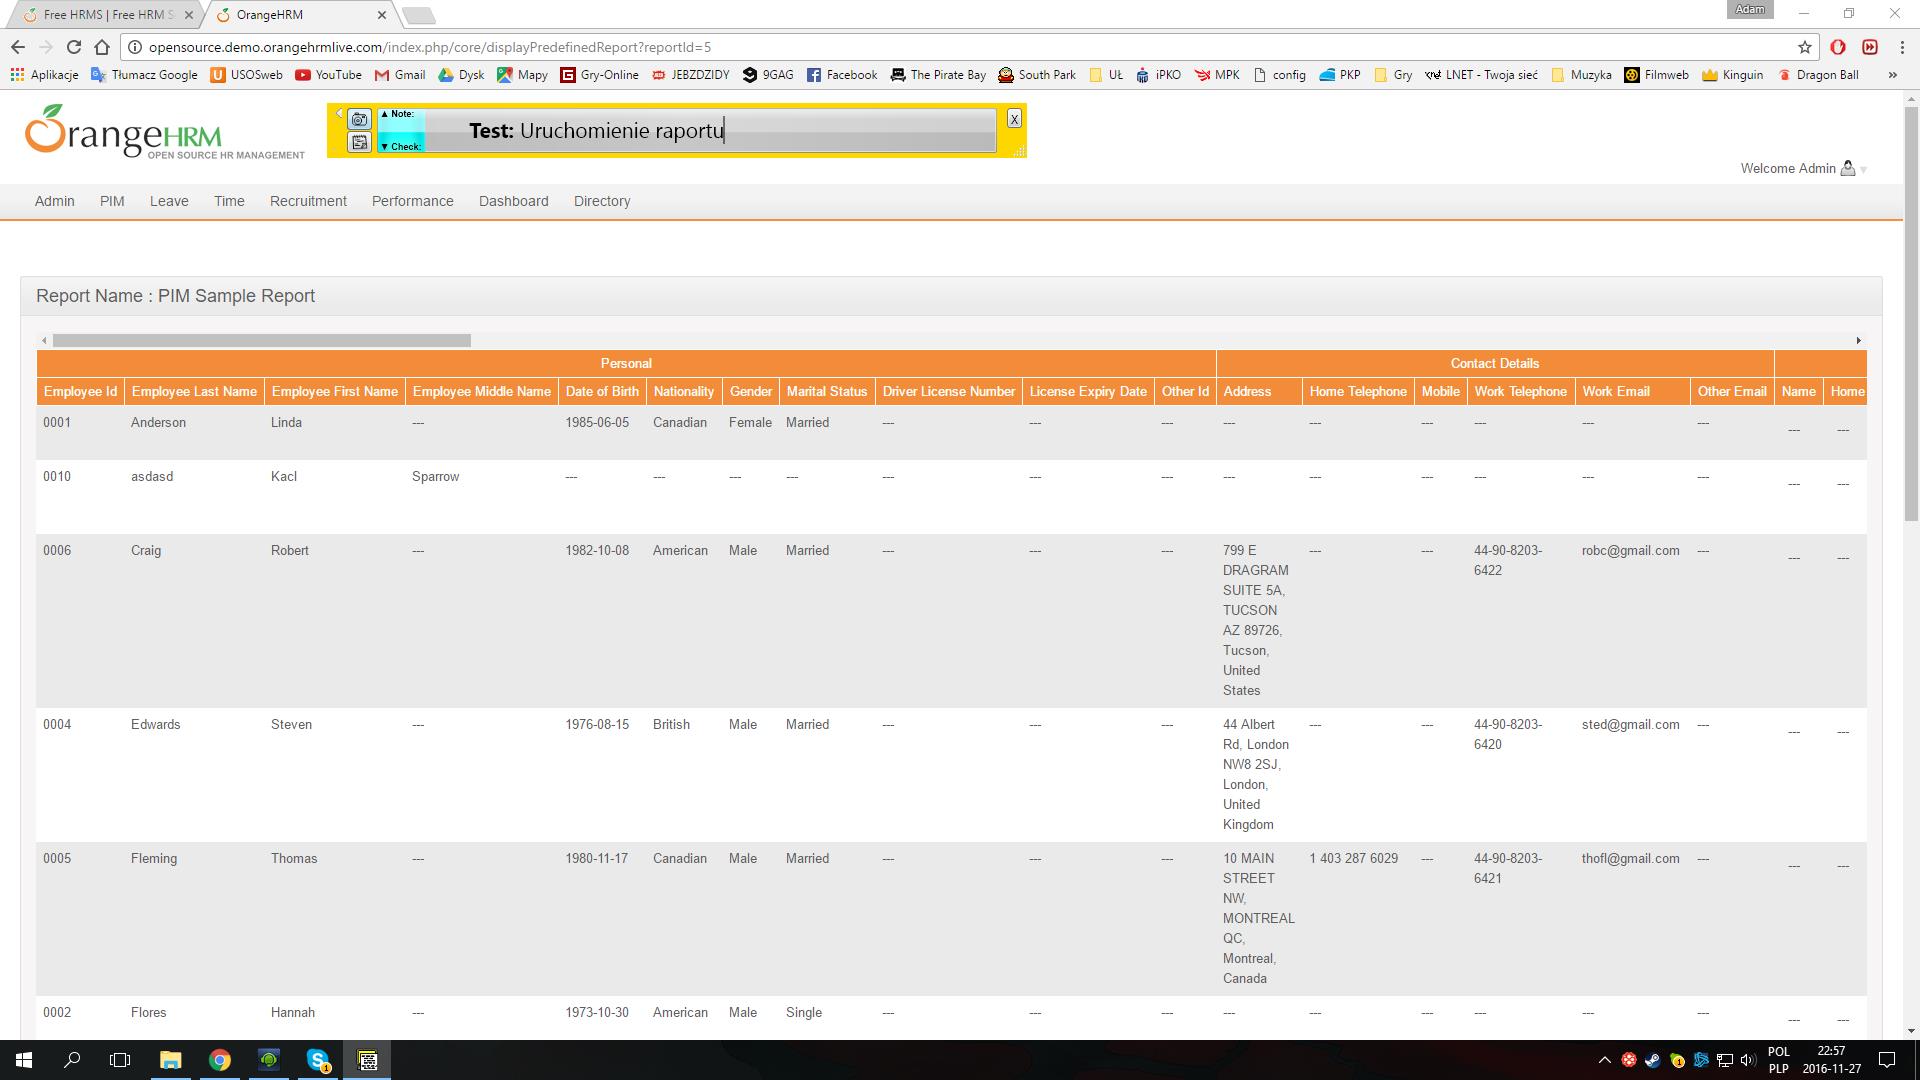 Free HRMS | Free HRM S
OrangeHRM
Adam
opensource.demo.orangehrmlive.com/index.php/core/displayPredefinedReport?reportId=5
Aplikacje Tłumacz Google USOSweb YouTube Gmail Dysk Mapy Gry-Online JEBZDZIDY 9GAG Facebook The Pirate Bay South Park UŁ iPKO MPK config PKP Gry LNET - Twoja sieć Muzyka Filmweb Kinguin Dragon Ball »
OrangeHRM
OPEN SOURCE HR MANAGEMENT
▲ Note:
Test: Uruchomienie raportu
▼ Check:
X
Welcome Admin
Admin PIM Leave Time Recruitment Performance Dashboard Directory
Report Name : PIM Sample Report
Personal Contact Details
Employee Id Employee Last Name Employee First Name Employee Middle Name Date of Birth Nationality Gender Marital Status Driver License Number License Expiry Date Other Id Address Home Telephone Mobile Work Telephone Work Email Other Email Name Home
0001 Anderson Linda --- 1985-06-05 Canadian Female Married --- --- --- --- --- --- --- --- --- --- ---
0010 asdasd Kacl Sparrow --- --- --- --- --- --- --- --- --- --- --- --- --- --- ---
0006 Craig Robert --- 1982-10-08 American Male Married --- --- --- 799 E --- --- 44-90-8203- robc@gmail.com --- --- ---
DRAGRAM 6422
SUITE 5A,
TUCSON
AZ 89726,
Tucson,
United
States
0004 Edwards Steven --- 1976-08-15 British Male Married --- --- --- 44 Albert --- --- 44-90-8203- sted@gmail.com --- --- ---
Rd, London 6420
NW8 2SJ,
London,
United
Kingdom
0005 Fleming Thomas --- 1980-11-17 Canadian Male Married --- --- --- 10 MAIN 1 403 287 6029 --- 44-90-8203- thofl@gmail.com --- --- ---
STREET 6421
NW,
MONTREAL
QC,
Montreal,
Canada
0002 Flores Hannah --- 1973-10-30 American Male Single --- --- --- --- --- --- --- --- --- --- ---
POL 22:57
PLP 2016-11-27